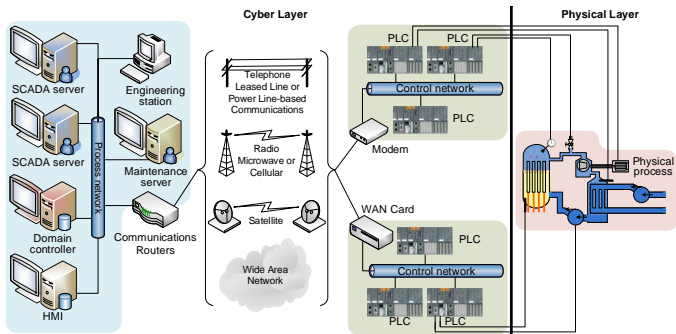 Cyber Layer
Physical Layer
SCADA server
Engineering
station
SCADA server
Maintenance
server
Process network
Domain
controller
Communications
Routers
HMI
Telephone
Leased Line or
Power Line-based
Communications
Radio
Microwave or
Cellular
Satellite
Wide Area
Network
PLC
PLC
Control network
PLC
Modem
WAN Card
PLC
Control network
PLC
PLC
Physical
process